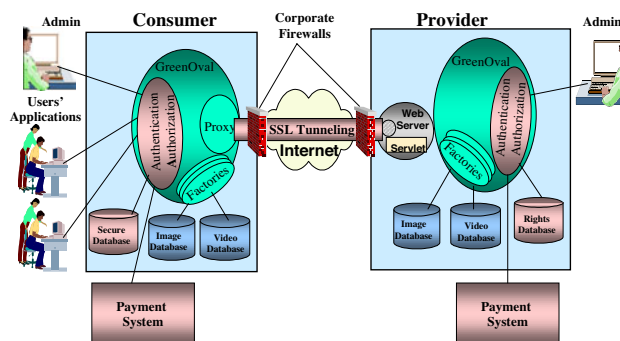 Consumer
Corporate
Firewalls
Provider
Admin
Admin
GreenOval
GreenOval
Users'
Applications
Authentication
Authorization
Proxy
SSL Tunneling
Internet
Web
Server
Servlet
Authentication
Authorization
Factories
Factories
Secure
Database
Image
Database
Video
Database
Image
Database
Video
Database
Rights
Database
Payment
System
Payment
System